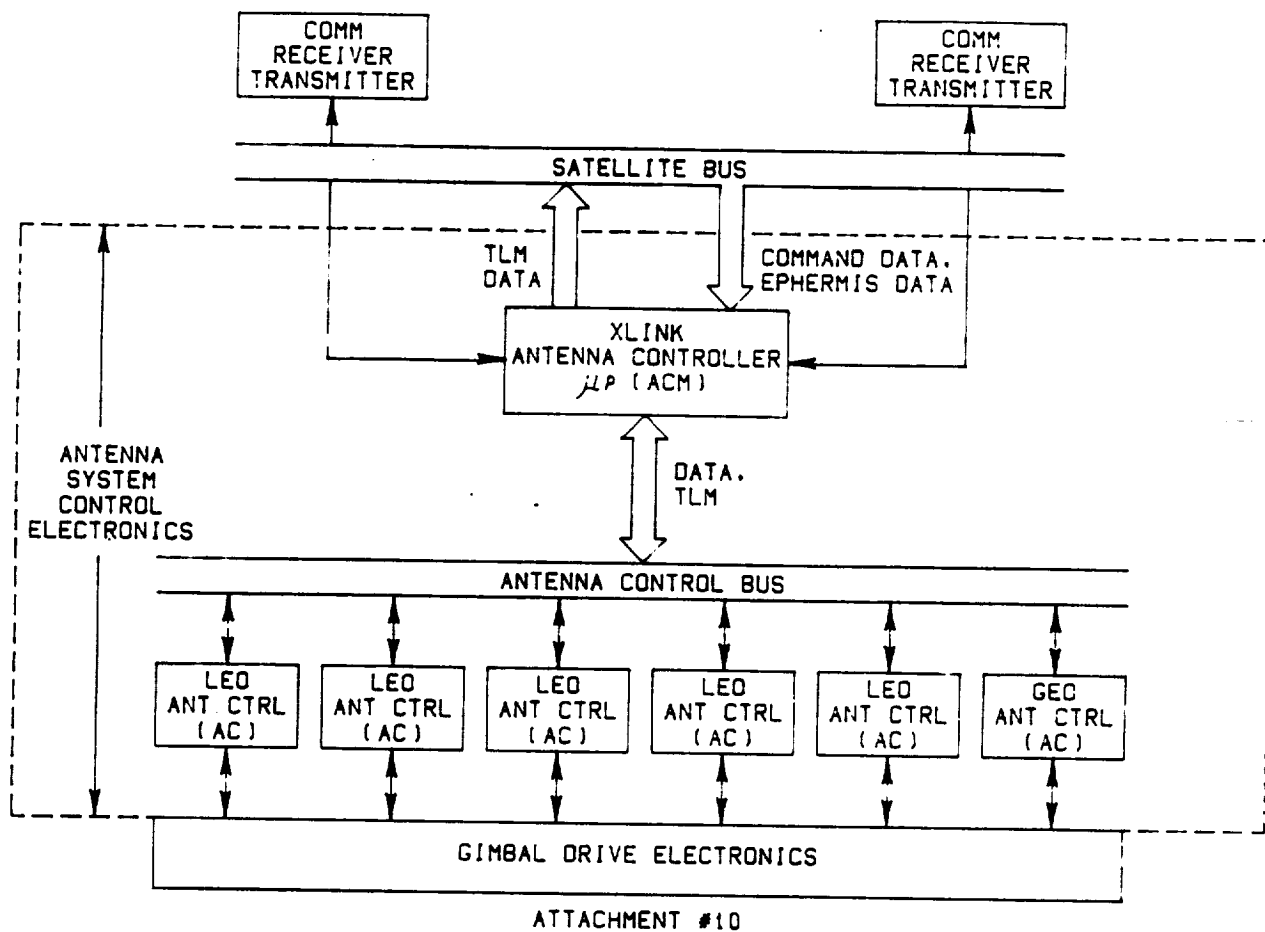 COMM
RECEIVER
TRANSMITTER
COMM
RECEIVER
TRANSMITTER
SATELLITE BUS
TLM
DATA
COMMAND DATA.
EPHERMIS DATA
XLINK
ANTENNA CONTROLLER
μP (ACM)
DATA.
TLM
ANTENNA
SYSTEM
CONTROL
ELECTRONICS
ANTENNA CONTROL BUS
LEO
ANT CTRL
(AC)
LEO
ANT CTRL
(AC)
LEO
ANT CTRL
(AC)
LEO
ANT CTRL
(AC)
LEO
ANT CTRL
(AC)
GEO
ANT CTRL
(AC)
GIMBAL DRIVE ELECTRONICS
ATTACHMENT #10